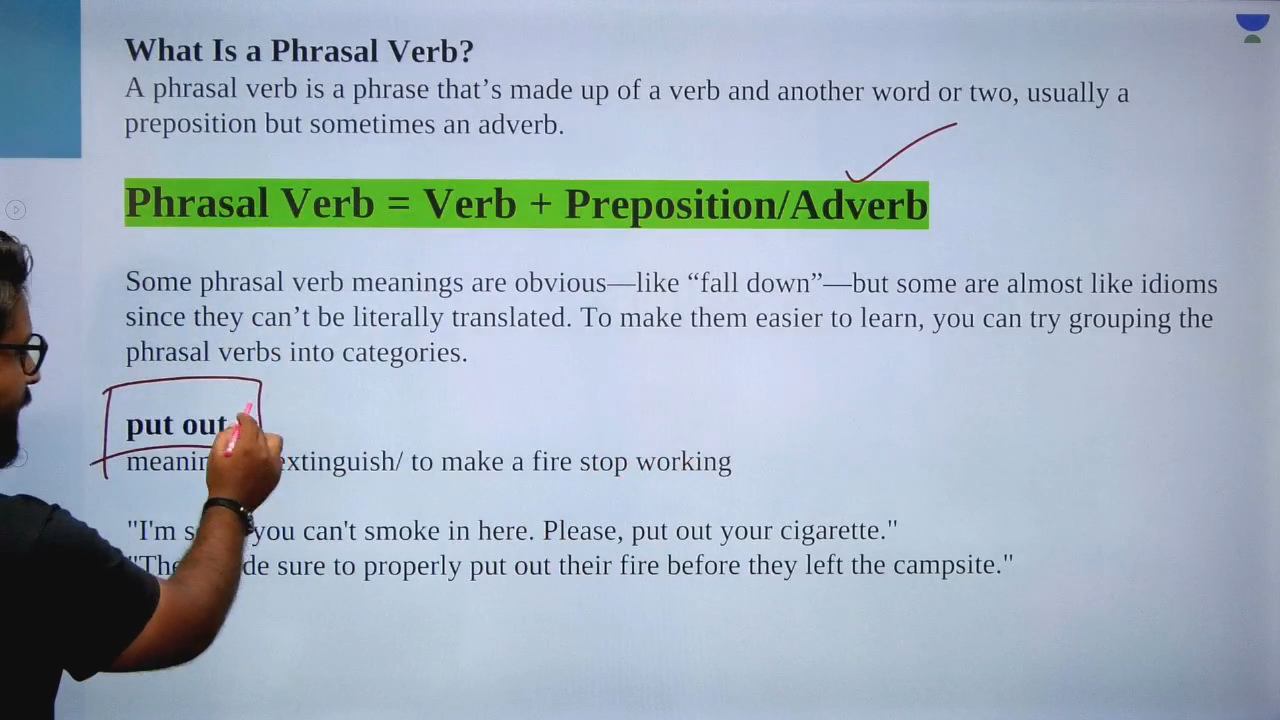 What Is a Phrasal Verb?
A phrasal verb is a phrase that’s made up of a verb and another word or two, usually a
preposition but sometimes an adverb.
Phrasal Verb = Verb + Preposition/Adverb
Some phrasal verb meanings are obvious—like “fall down”—but some are almost like idioms
since they can’t be literally translated. To make them easier to learn, you can try grouping the
phrasal verbs into categories.
put out
extinguish/ to make a fire stop working
"I'm you can't smoke in here. Please, put out your cigarette."
sure to properly put out their fire before they left the campsite."